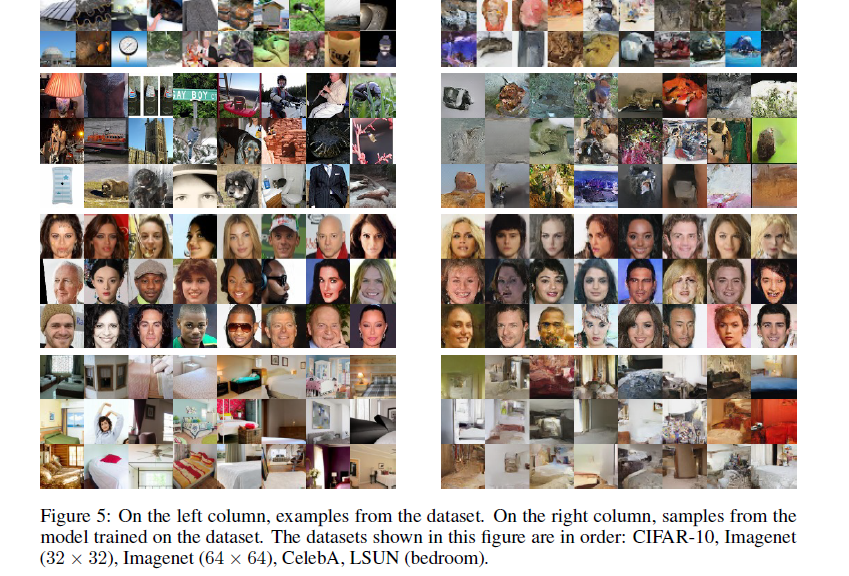 GAY BOY CT
Figure 5: On the left column, examples from the dataset. On the right column, samples from the
model trained on the dataset. The datasets shown in this figure are in order: CIFAR-10, Imagenet
(32 × 32), Imagenet (64 × 64), CelebA, LSUN (bedroom).